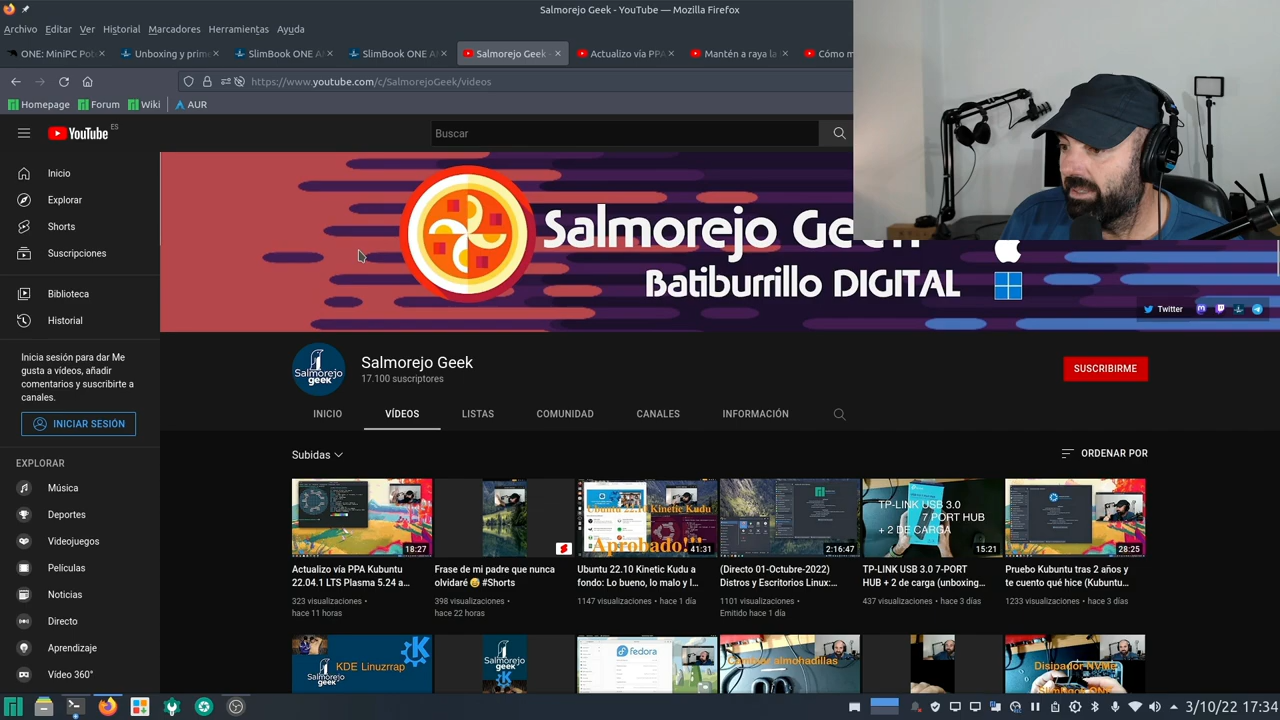 Salmorejo Geek - YouTube — Mozilla Firefox
Archivo Editar Ver Historial Marcadores Herramientas Ayuda
ONE: MiniPC Pot
Unboxing y prime
SlimBook ONE A
SlimBook ONE A
Salmorejo Geek -
Actualizo vía PPA
Mantén a raya la
Cómo m
https://www.youtube.com/c/SalmorejoGeek/videos
Homepage Forum Wiki AUR
YouTube ES
Buscar
Inicio
Explorar
Shorts
Suscripciones
Biblioteca
Historial
Inicia sesión para dar Me
gusta a vídeos, añadir
comentarios y suscribirte a
canales.
INICIAR SESIÓN
EXPLORAR
Música
Deportes
Videojuegos
Películas
Noticias
Directo
Aprendizaje
Salmorejo Geek
Batiburrillo DIGITAL
Twitter
Salmorejo
geek
Salmorejo Geek
17.100 suscriptores
SUSCRIBIRME
INICIO VÍDEOS LISTAS COMUNIDAD CANALES INFORMACIÓN
Subidas
ORDENAR POR
18:27
Actualizo vía PPA Kubuntu
22.04.1 LTS Plasma 5.24 a...
323 visualizaciones •
hace 11 horas
Frase de mi padre que nunca
olvidaré 😅 #Shorts
398 visualizaciones •
hace 22 horas
Ubuntu 22.10 Kinetic Kudu
Aprobado!!!
41:31
Ubuntu 22.10 Kinetic Kudu a
fondo: Lo bueno, lo malo y l...
1147 visualizaciones •
hace 1 día
2:16:47
(Directo 01-Octubre-2022)
Distros y Escritorios Linux:...
1101 visualizaciones
Emitido hace 1 día
TP-LINK USB 3.0
7-PORT HUB
+ 2 DE CARGA
15:21
TP-LINK USB 3.0 7-PORT
HUB + 2 de carga (unboxing...
437 visualizaciones •
hace 3 días
28:25
Pruebo Kubuntu tras 2 años y
te cuento qué hice (Kubuntu...
1233 visualizaciones •
hace 3 días
KDE Linuzrrap
Salmorejo
geek
Salmorejo
geek
fedora
Cambiar almohadillas
Disipador NVMe
SlimBook ONE
3/10/22 17:34